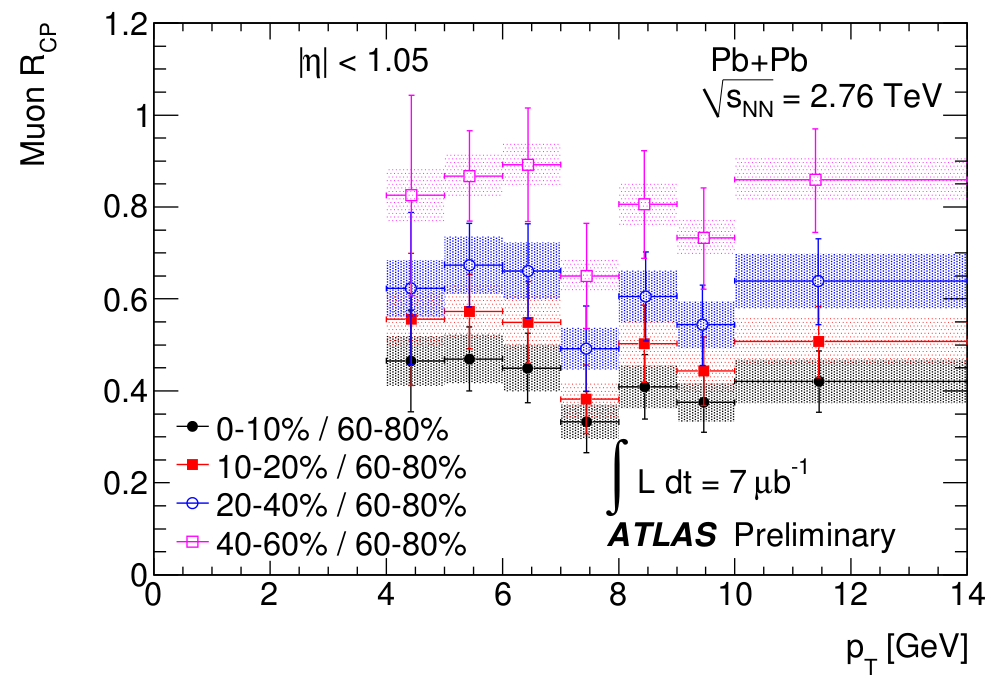 1.2
1
0.8
0.6
0.4
0.2
0
Muon R_CP
|η| < 1.05
Pb+Pb
√s_NN = 2.76 TeV
0-10% / 60-80%
10-20% / 60-80%
20-40% / 60-80%
40-60% / 60-80%
∫ L dt = 7 μb⁻¹
ATLAS Preliminary
0 2 4 6 8 10 12 14
p_T [GeV]